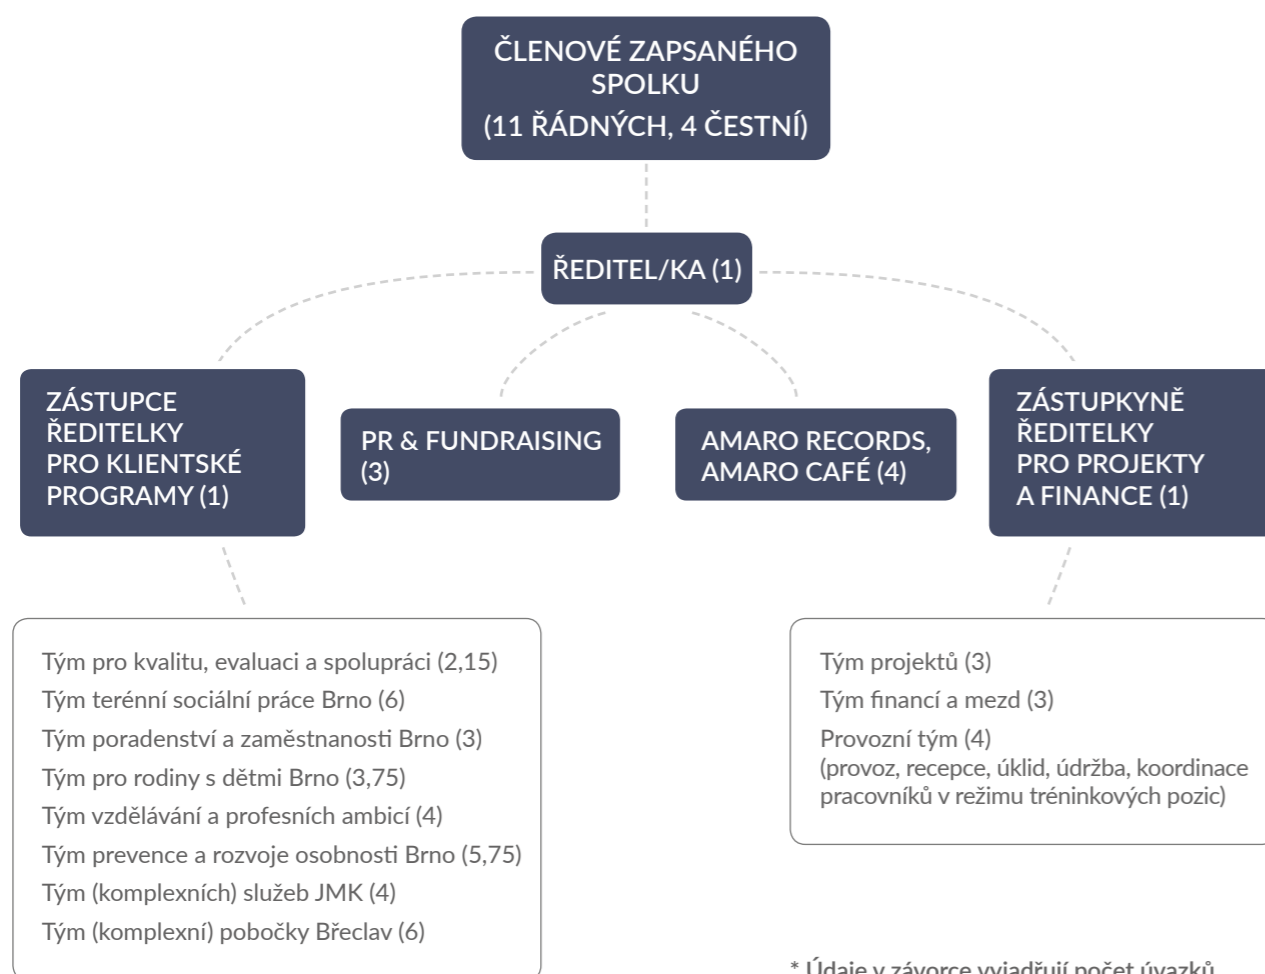 ČLENOVÉ ZAPSANÉHO
SPOLKU
(11 ŘÁDNÝCH, 4 ČESTNÍ)
ŘEDITEL/KA (1)
ZÁSTUPCE
ŘEDITELKY
PRO KLIENTSKÉ
PROGRAMY (1)
PR & FUNDRAISING
(3)
AMARO RECORDS,
AMARO CAFÉ (4)
ZÁSTUPKYNĚ
ŘEDITELKY
PRO PROJEKTY
A FINANCE (1)
Tým pro kvalitu, evaluaci a spolupráci (2,15)
Tým terénní sociální práce Brno (6)
Tým poradenství a zaměstnanosti Brno (3)
Tým pro rodiny s dětmi Brno (3,75)
Tým vzdělávání a profesních ambicí (4)
Tým prevence a rozvoje osobnosti Brno (5,75)
Tým (komplexních) služeb JMK (4)
Tým (komplexní) pobočky Břeclav (6)
Tým projektů (3)
Tým financí a mezd (3)
Provozní tým (4)
(provoz, recepce, úklid, údržba, koordinace
pracovníků v režimu tréninkových pozic)
* Údaje v závorce vyjadřují počet úvazků